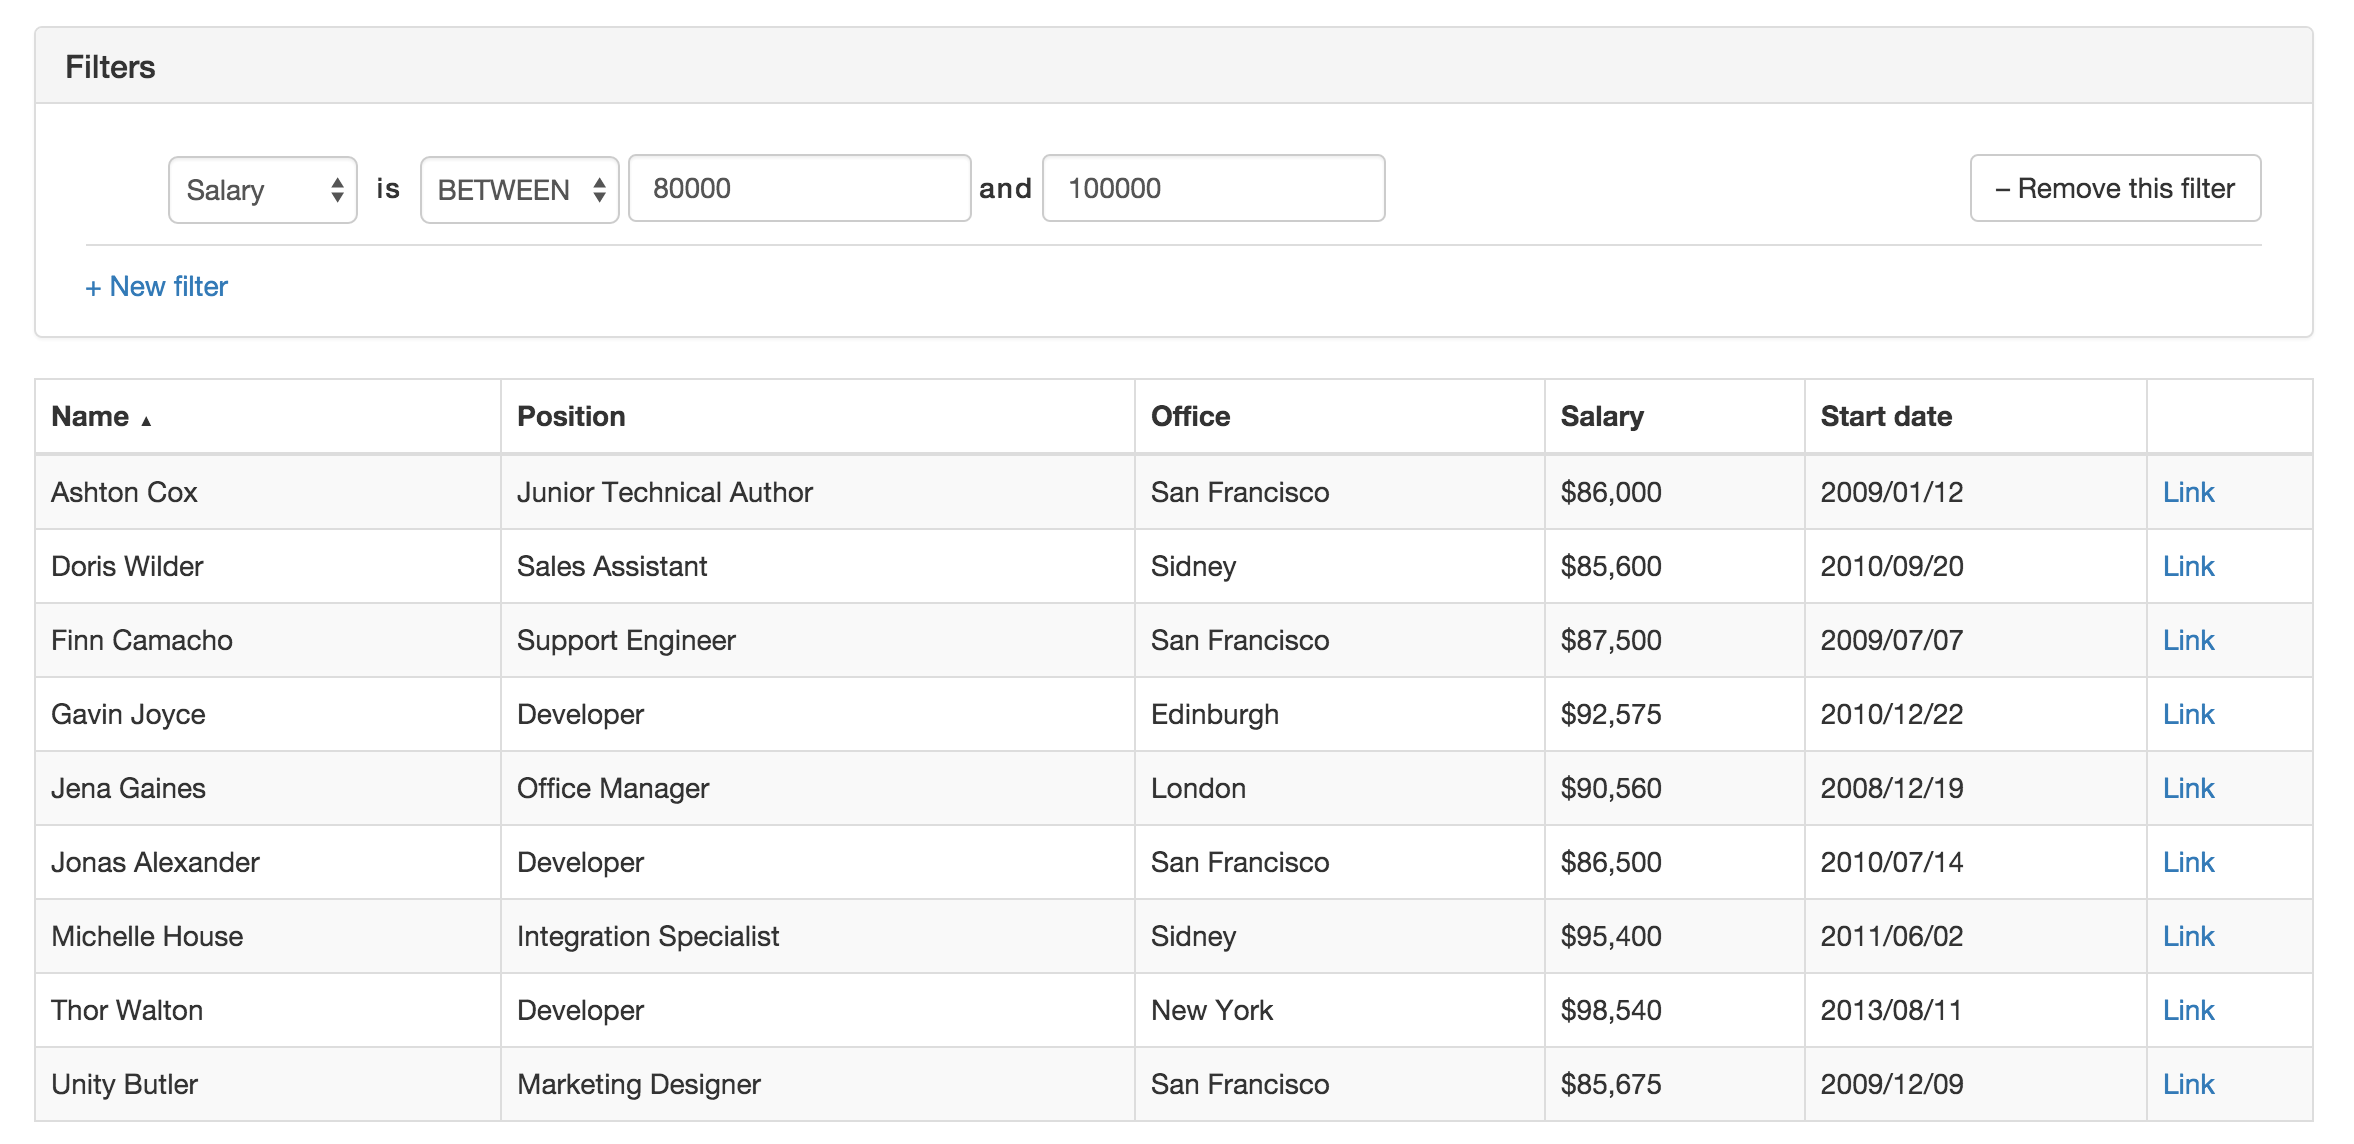 Filters
Salary is BETWEEN 80000 and 100000 – Remove this filter
+ New filter
Name ▲ Position Office Salary Start date
Ashton Cox Junior Technical Author San Francisco $86,000 2009/01/12 Link
Doris Wilder Sales Assistant Sidney $85,600 2010/09/20 Link
Finn Camacho Support Engineer San Francisco $87,500 2009/07/07 Link
Gavin Joyce Developer Edinburgh $92,575 2010/12/22 Link
Jena Gaines Office Manager London $90,560 2008/12/19 Link
Jonas Alexander Developer San Francisco $86,500 2010/07/14 Link
Michelle House Integration Specialist Sidney $95,400 2011/06/02 Link
Thor Walton Developer New York $98,540 2013/08/11 Link
Unity Butler Marketing Designer San Francisco $85,675 2009/12/09 Link